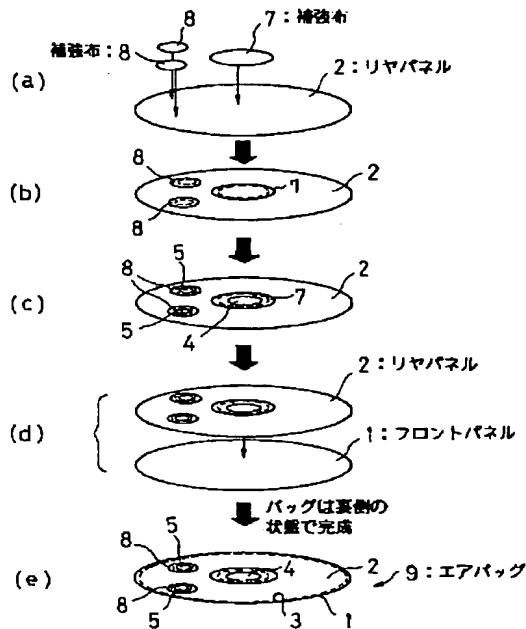 8
7：補強布
補強布：8
(a)
2：リヤパネル
8
(b)
7
2
8
5
8
(c)
7
2
5
4
2：リヤパネル
(d)
1：フロントパネル
バッグは裏側の
状態で完成
5
8
4
2
(e)
9：エアバッグ
8
5
3
1